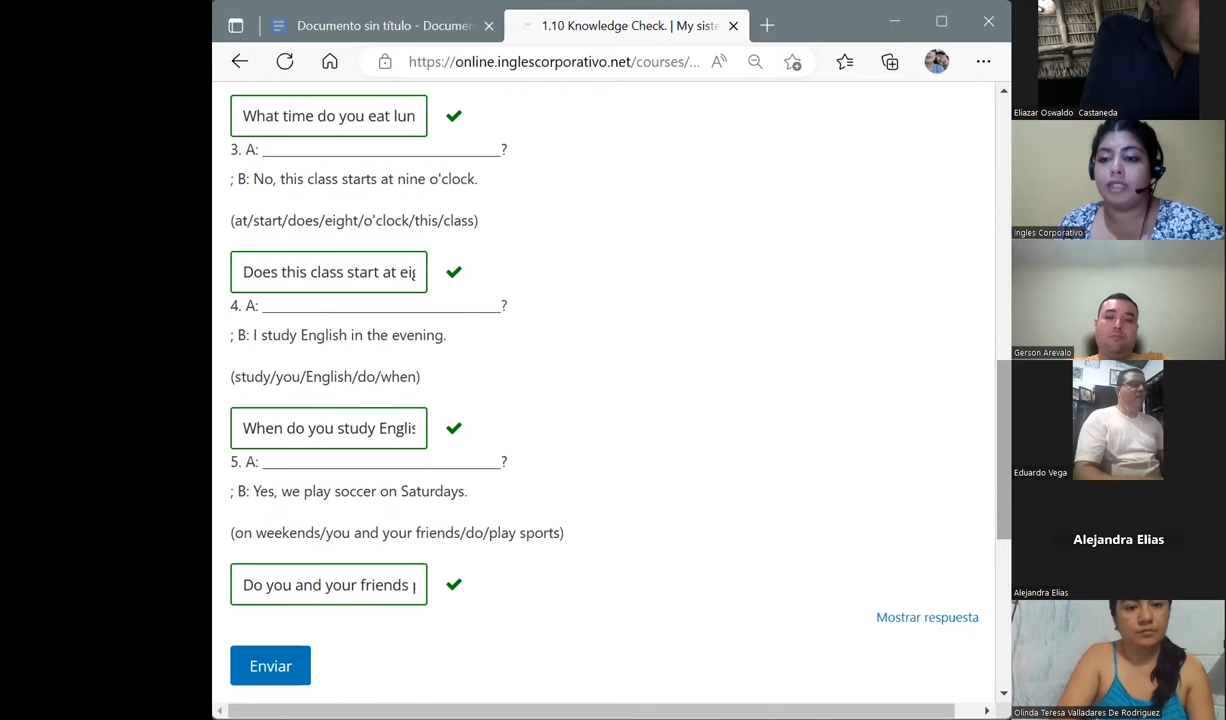 Documento sin título - Documen
1.10 Knowledge Check. | My siste
https://online.inglescorporativo.net/courses/...
What time do you eat lun
3. A: ______________________________?
; B: No, this class starts at nine o'clock.
(at/start/does/eight/o'clock/this/class)
Does this class start at eig
4. A: ______________________________?
; B: I study English in the evening.
(study/you/English/do/when)
When do you study Englis
5. A: ______________________________?
; B: Yes, we play soccer on Saturdays.
(on weekends/you and your friends/do/play sports)
Do you and your friends p
Mostrar respuesta
Enviar
Eliazar Oswaldo Castaneda
Ingles Corporativo
Gerson Arevalo
Eduardo Vega
Alejandra Elias
Alejandra Elias
Olinda Teresa Valladares De Rodriguez